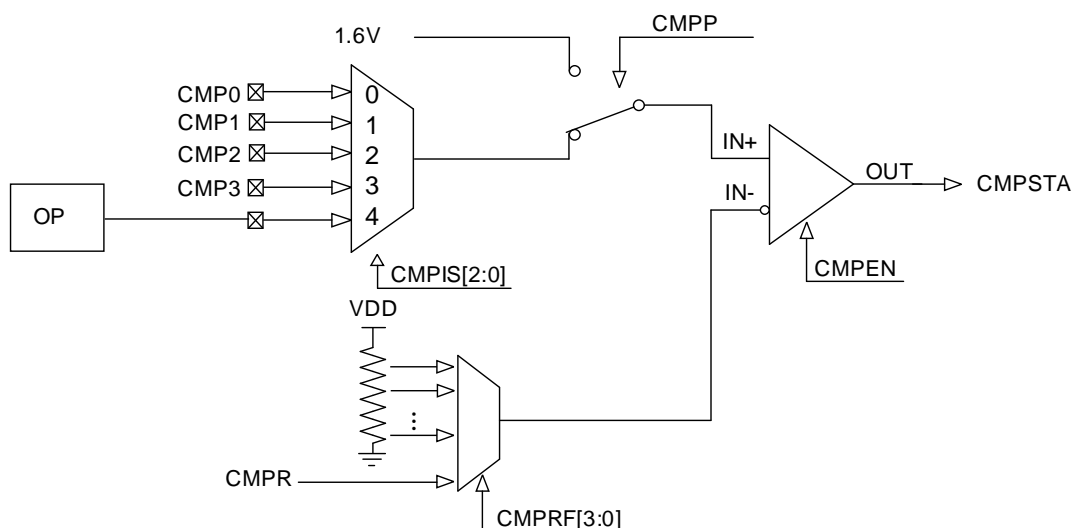 1.6V
CMPP
CMP0
0
CMP1
1
CMP2
2
CMP3
3
OP
4
IN+
IN-
OUT
CMPSTA
CMPIS[2:0]
CMPEN
VDD
⋮
CMPR
CMPRF[3:0]